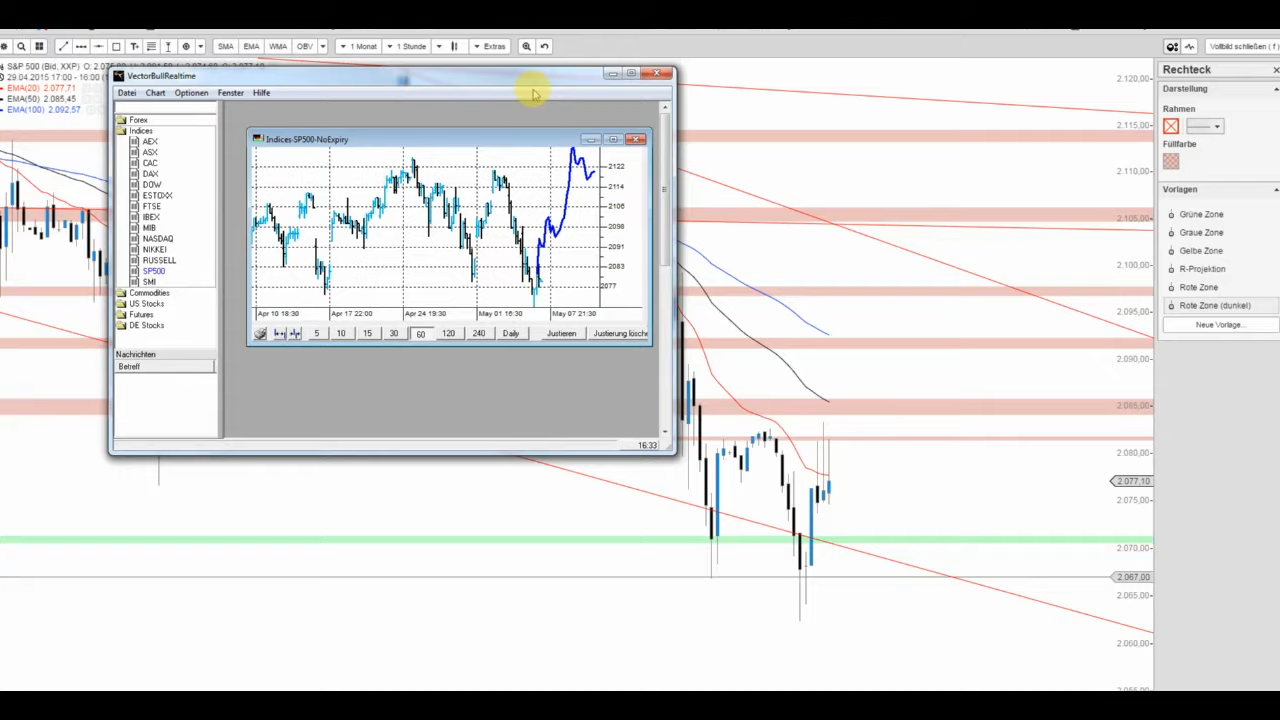 SMA EMA WMA OBV 1 Monat 1 Stunde Extras Vollbild schließen ( f )
S&P 500 (Bid, XXP)
29.04.2015 17:00 - 16:00
EMA(20) 2.077,71
EMA(50) 2.085,45
EMA(100) 2.092,57
VectorBullRealtime
Datei Chart Optionen Fenster Hilfe
Forex
Indices
AEX
ASX
CAC
DAX
DOW
ESTOXX
FTSE
IBEX
MIB
NASDAQ
NIKKEI
RUSSELL
SP500
SMI
Commodities
US Stocks
Futures
DE Stocks
Nachrichten
Betreff
Indices-SP500-NoExpiry
2122
2114
2106
2098
2091
2083
2077
Apr 10 18:30 Apr 17 22:00 Apr 24 19:30 May 01 16:30 May 07 21:30
5 10 15 30 60 120 240 Daily Justieren Justierung lösche
16:33
2.120,00
2.115,00
2.110,00
2.105,00
2.100,00
2.095,00
2.090,00
2.085,00
2.080,00
2.077,10
2.075,00
2.070,00
2.067,00
2.065,00
2.060,00
Rechteck
Darstellung
Rahmen
Füllfarbe
Vorlagen
Grüne Zone
Graue Zone
Gelbe Zone
R-Projektion
Rote Zone
Rote Zone (dunkel)
Neue Vorlage...